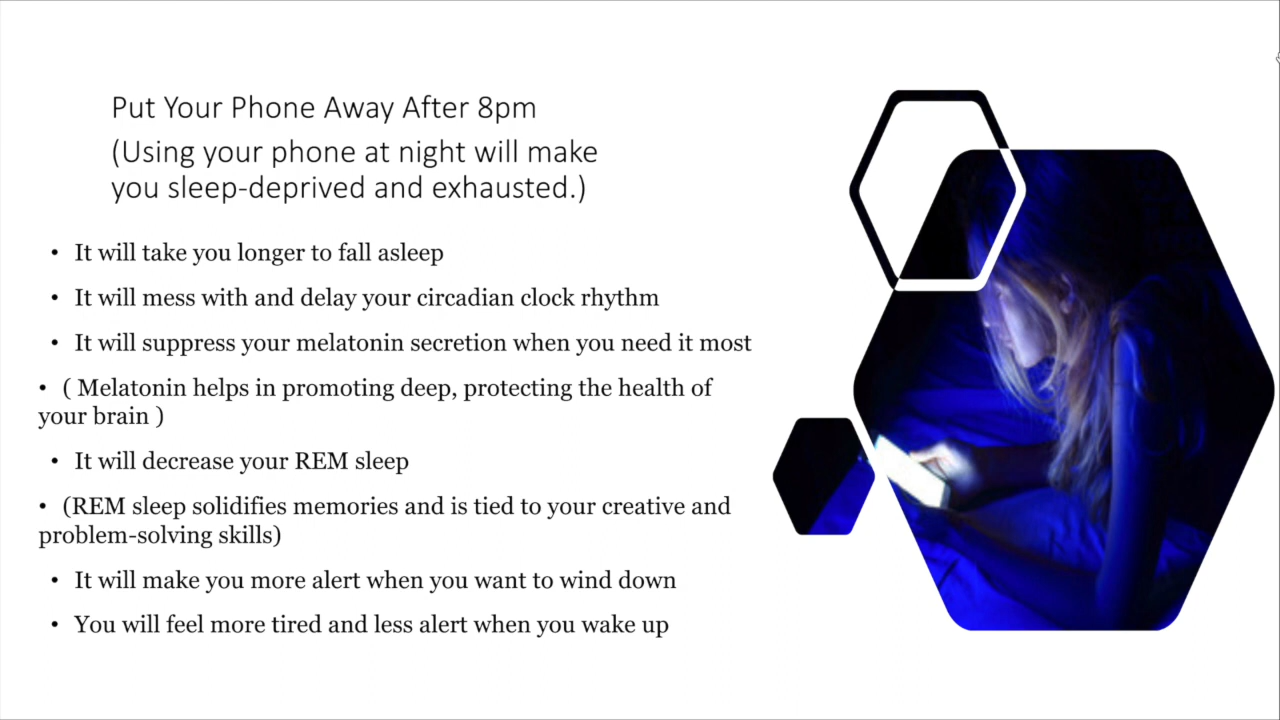 Put Your Phone Away After 8pm
(Using your phone at night will make
you sleep-deprived and exhausted.)
• It will take you longer to fall asleep
• It will mess with and delay your circadian clock rhythm
• It will suppress your melatonin secretion when you need it most
• ( Melatonin helps in promoting deep, protecting the health of
your brain )
• It will decrease your REM sleep
• (REM sleep solidifies memories and is tied to your creative and
problem-solving skills)
• It will make you more alert when you want to wind down
• You will feel more tired and less alert when you wake up